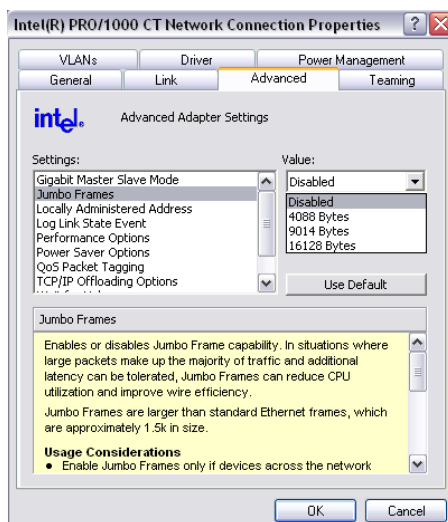 Intel(R) PRO/1000 CT Network Connection Properties
VLANs Driver Power Management
General Link Advanced Teaming
intel. Advanced Adapter Settings
Settings: Value:
Gigabit Master Slave Mode Disabled
Jumbo Frames Disabled
Locally Administered Address 4088 Bytes
Log Link State Event 9014 Bytes
Performance Options 16128 Bytes
Power Saver Options
QoS Packet Tagging
TCP/IP Offloading Options Use Default
Jumbo Frames
Enables or disables Jumbo Frame capability. In situations where
large packets make up the majority of traffic and additional
latency can be tolerated, Jumbo Frames can reduce CPU
utilization and improve wire efficiency.
Jumbo Frames are larger than standard Ethernet frames, which
are approximately 1.5k in size.
Usage Considerations
• Enable Jumbo Frames only if devices across the network
OK Cancel